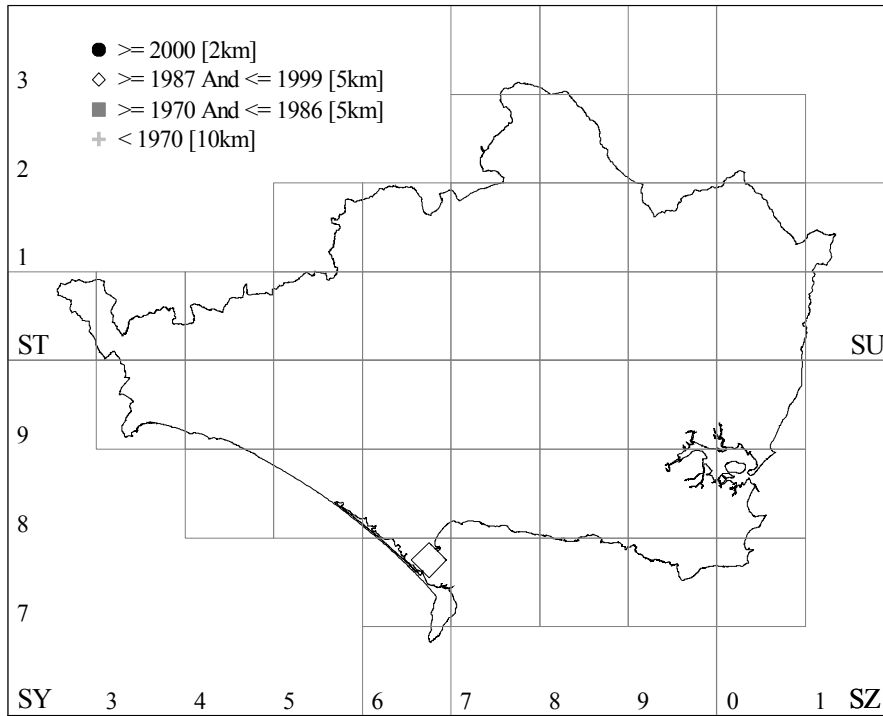 >= 2000 [2km]
>= 1987 And <= 1999 [5km]
>= 1970 And <= 1986 [5km]
< 1970 [10km]
3
2
1
ST SU
9
8
7
SY 3 4 5 6 7 8 9 0 1 SZ